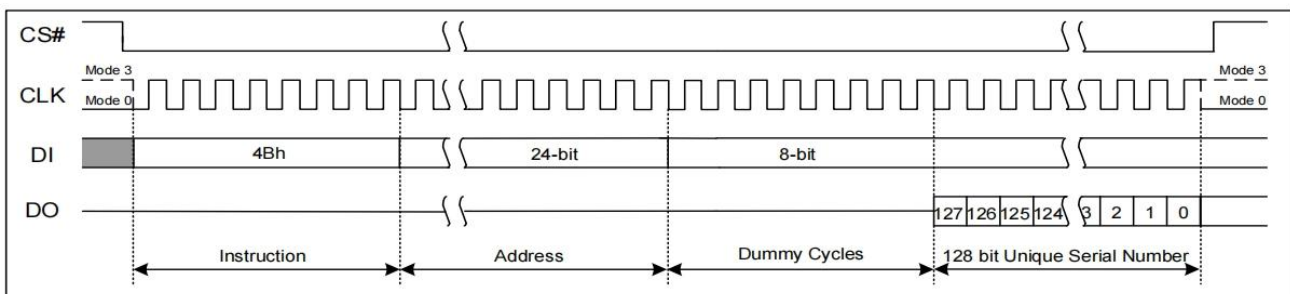 CS#
Mode 3
Mode 3
CLK
Mode 0
Mode 0
DI
4Bh
24-bit
8-bit
DO
127 126 125 124 3 2 1 0
Instruction
Address
Dummy Cycles
128 bit Unique Serial Number